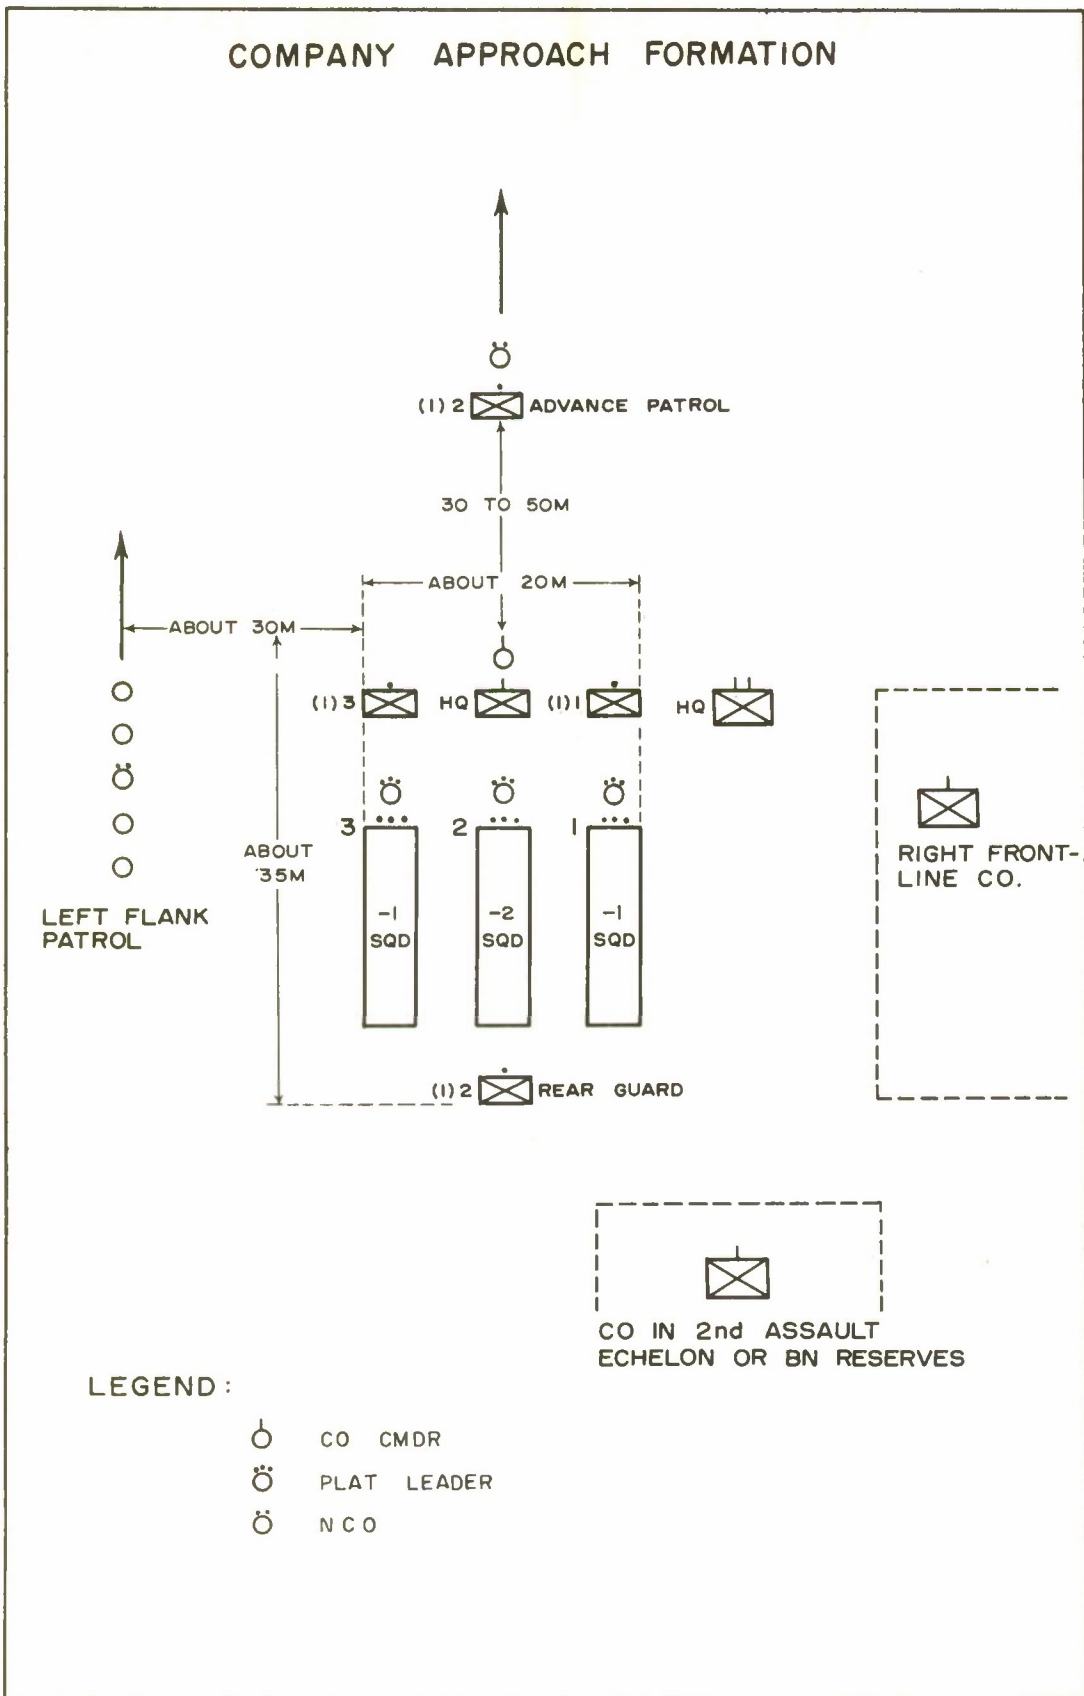 COMPANY APPROACH FORMATION
(1) 2 ADVANCE PATROL
30 TO 50M
ABOUT 20M
ABOUT 30M
(1) 3
HQ
(1) 1
HQ
3
2
1
ABOUT
35M
RIGHT FRONT-
LINE CO.
-1
SQD
-2
SQD
-1
SQD
LEFT FLANK
PATROL
(1) 2 REAR GUARD
CO IN 2nd ASSAULT
ECHELON OR BN RESERVES
LEGEND:
CO CMDR
PLAT LEADER
NCO